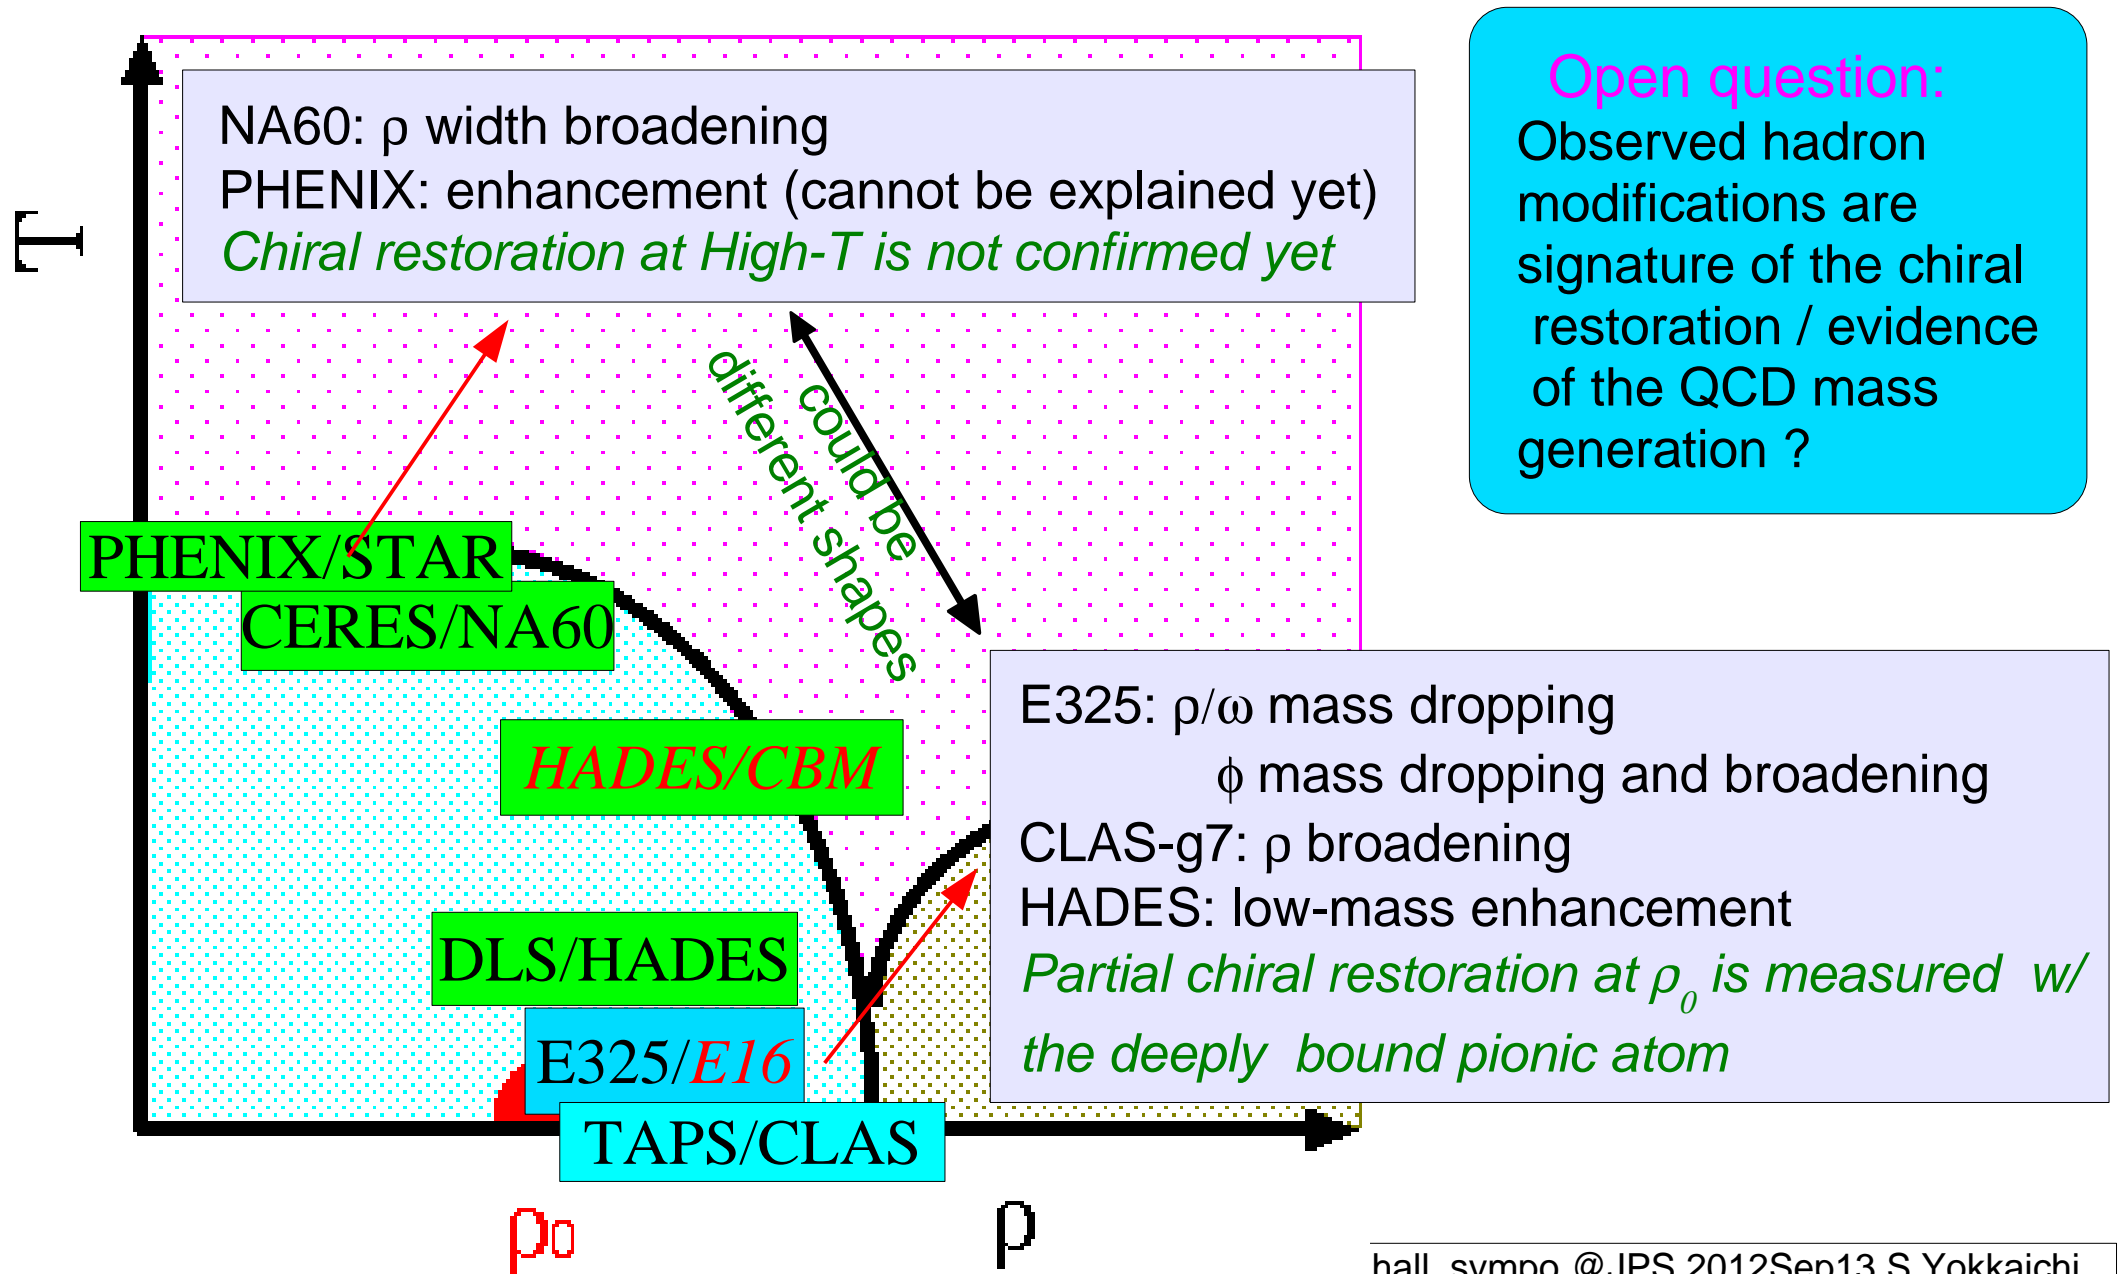 T
NA60: ρ width broadening
PHENIX: enhancement (cannot be explained yet)
Chiral restoration at High-T is not confirmed yet
Open question:
Observed hadron
modifications are
signature of the chiral
restoration / evidence
of the QCD mass
generation ?
could be
different shapes
PHENIX/STAR
CERES/NA60
HADES/CBM
DLS/HADES
E325/E16
TAPS/CLAS
E325: ρ/ω mass dropping
ϕ mass dropping and broadening
CLAS-g7: ρ broadening
HADES: low-mass enhancement
Partial chiral restoration at ρ₀ is measured w/
the deeply bound pionic atom
ρ₀
ρ
hall sympo @JPS 2012Sep13 S.Yokkaichi